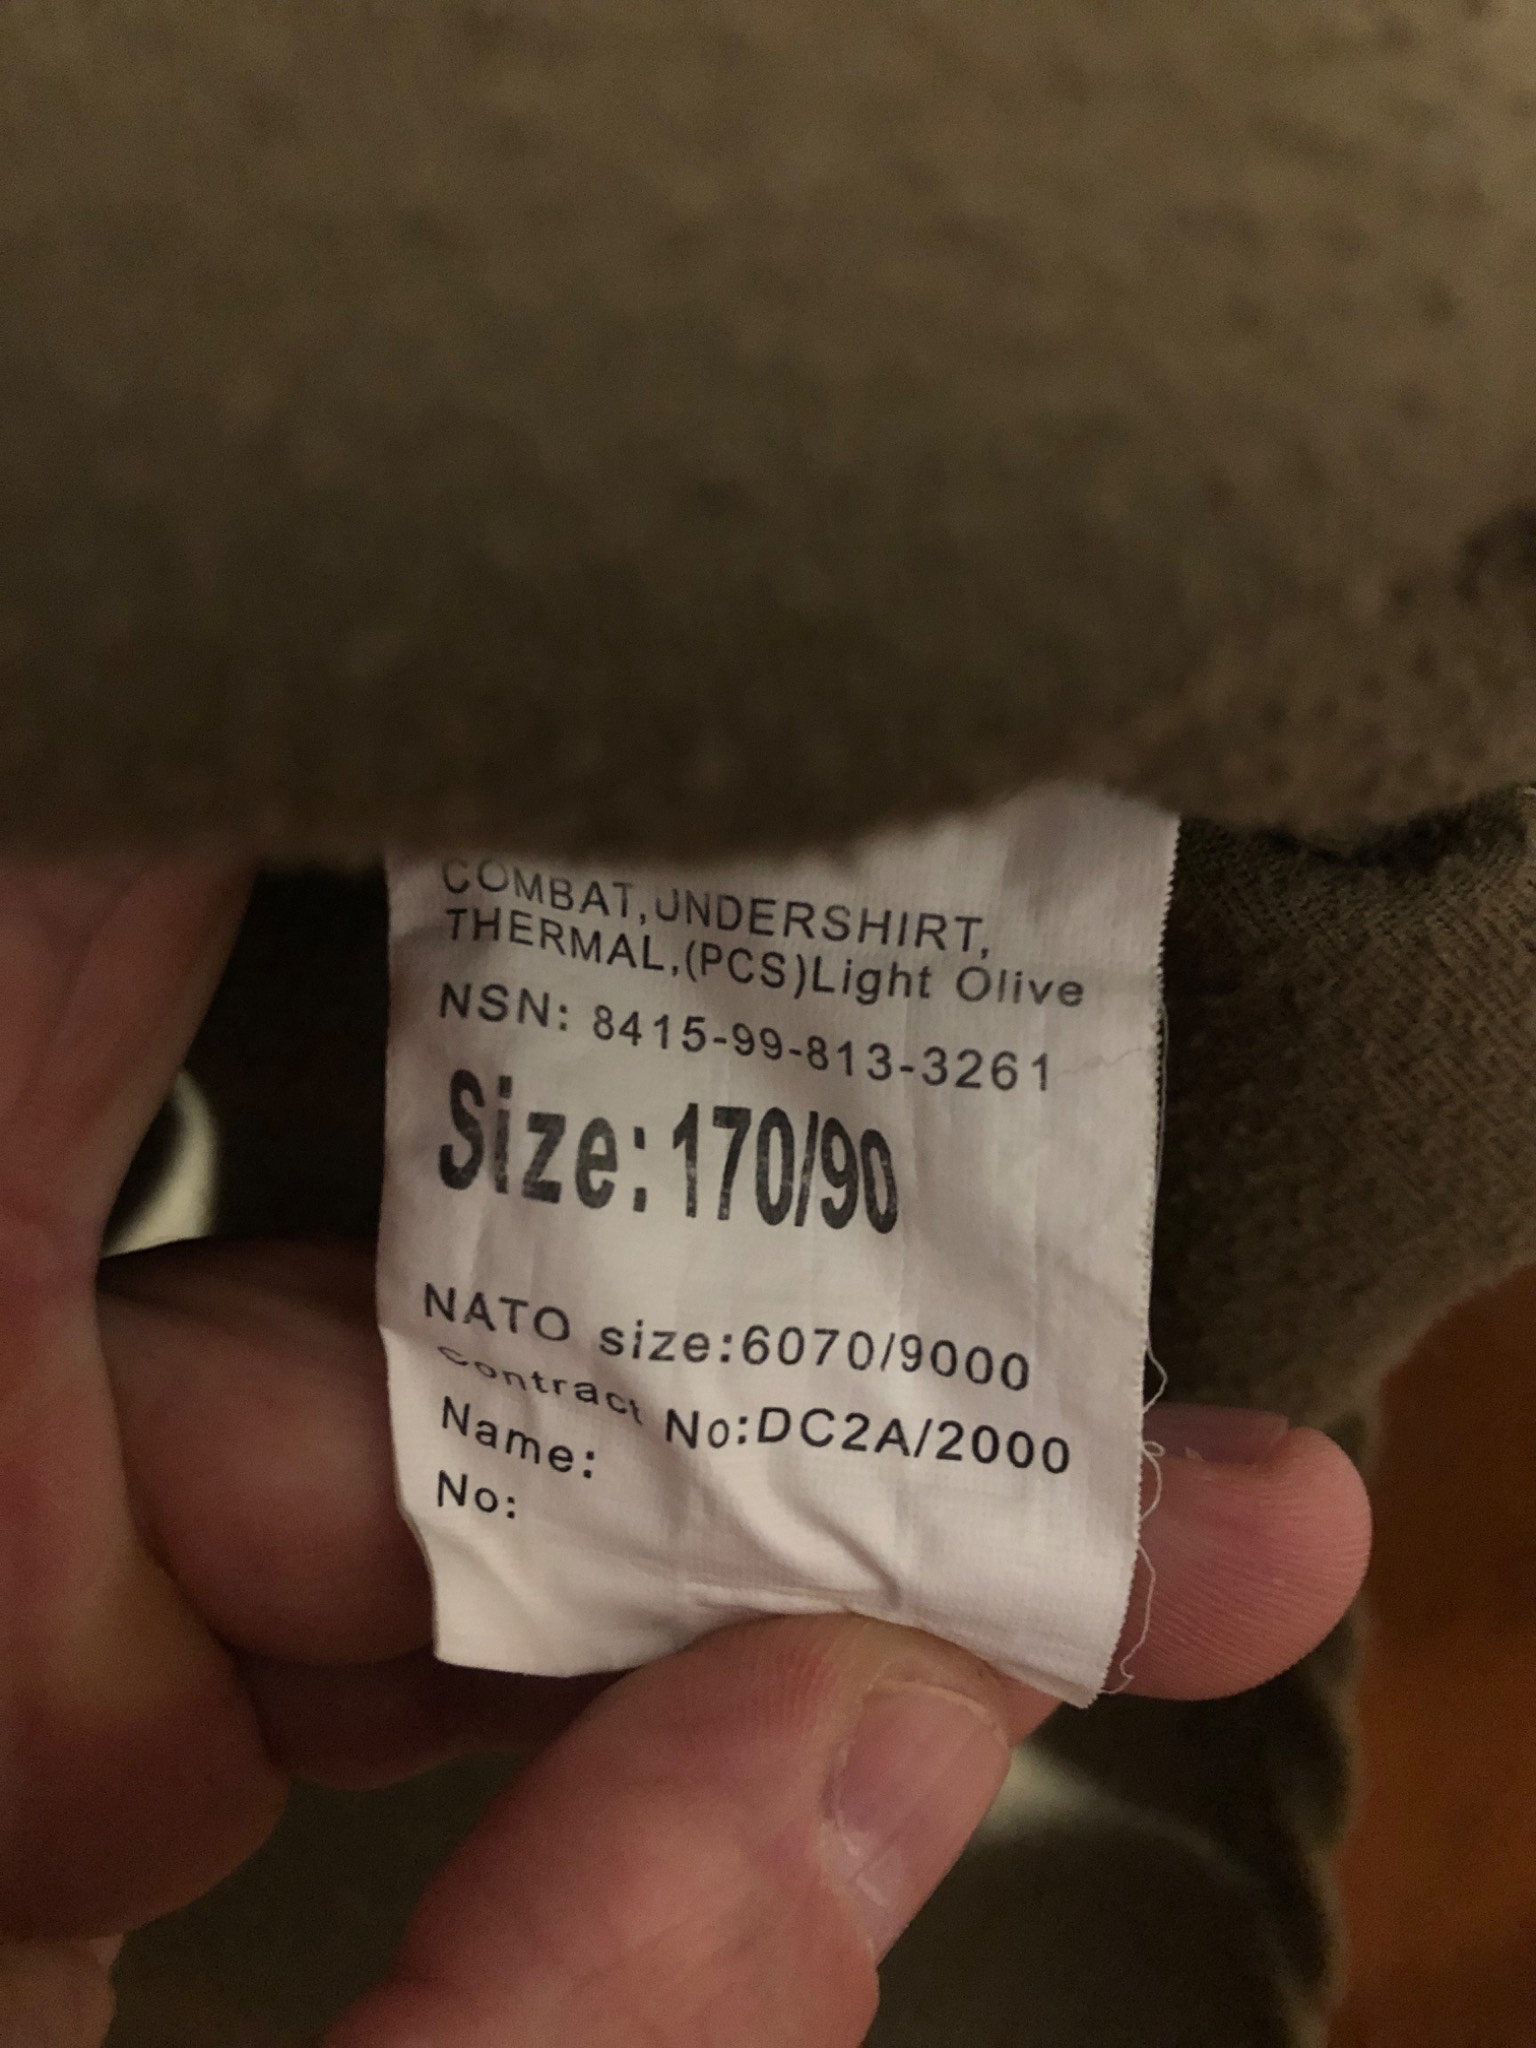 COMBAT,UNDERSHIRT,
THERMAL,(PCS)Light Olive
NSN: 8415-99-813-3261
Size:170/90
NATO size:6070/9000
Contract No:DC2A/2000
Name:
No: